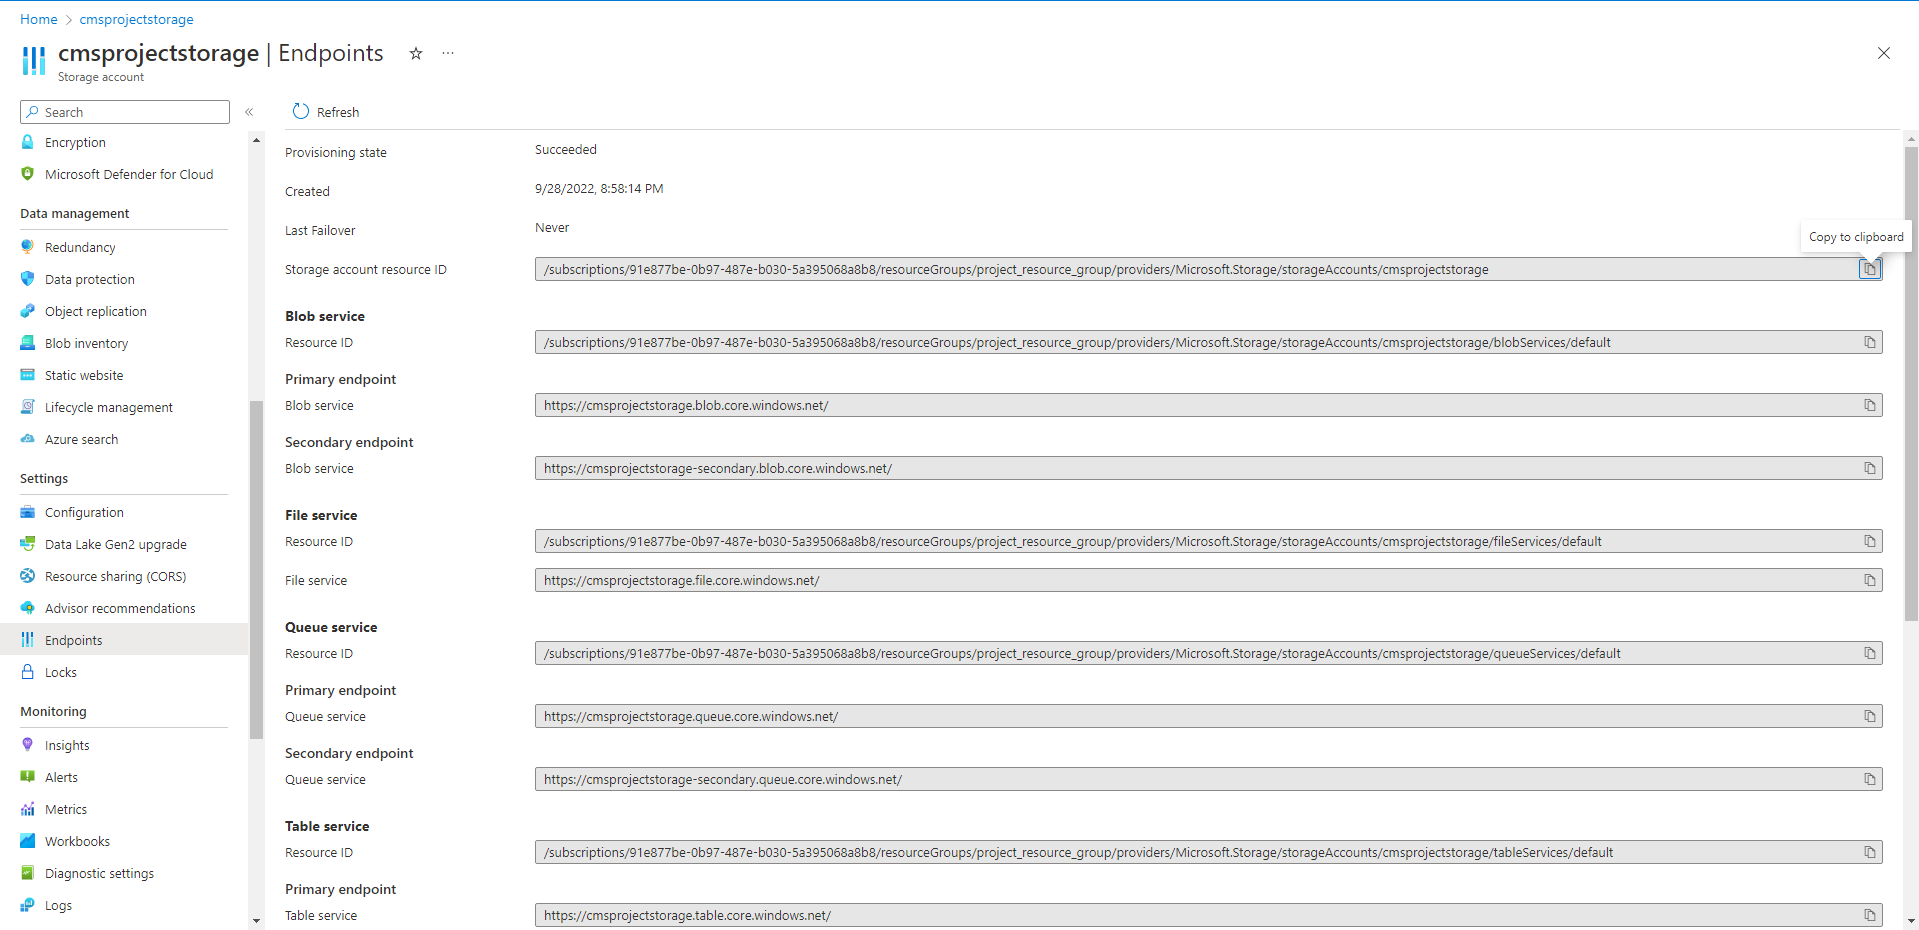 Home > cmsprojectstorage
cmsprojectstorage | Endpoints
Storage account
Search
Encryption
Microsoft Defender for Cloud
Data management
Redundancy
Data protection
Object replication
Blob inventory
Static website
Lifecycle management
Azure search
Settings
Configuration
Data Lake Gen2 upgrade
Resource sharing (CORS)
Advisor recommendations
Endpoints
Locks
Monitoring
Insights
Alerts
Metrics
Workbooks
Diagnostic settings
Logs
Refresh
Provisioning state Succeeded
Created 9/28/2022, 8:58:14 PM
Last Failover Never
Copy to clipboard
Storage account resource ID /subscriptions/91e877be-0b97-487e-b030-5a395068a8b8/resourceGroups/project_resource_group/providers/Microsoft.Storage/storageAccounts/cmsprojectstorage
Blob service
Resource ID /subscriptions/91e877be-0b97-487e-b030-5a395068a8b8/resourceGroups/project_resource_group/providers/Microsoft.Storage/storageAccounts/cmsprojectstorage/blobServices/default
Primary endpoint
Blob service https://cmsprojectstorage.blob.core.windows.net/
Secondary endpoint
Blob service https://cmsprojectstorage-secondary.blob.core.windows.net/
File service
Resource ID /subscriptions/91e877be-0b97-487e-b030-5a395068a8b8/resourceGroups/project_resource_group/providers/Microsoft.Storage/storageAccounts/cmsprojectstorage/fileServices/default
File service https://cmsprojectstorage.file.core.windows.net/
Queue service
Resource ID /subscriptions/91e877be-0b97-487e-b030-5a395068a8b8/resourceGroups/project_resource_group/providers/Microsoft.Storage/storageAccounts/cmsprojectstorage/queueServices/default
Primary endpoint
Queue service https://cmsprojectstorage.queue.core.windows.net/
Secondary endpoint
Queue service https://cmsprojectstorage-secondary.queue.core.windows.net/
Table service
Resource ID /subscriptions/91e877be-0b97-487e-b030-5a395068a8b8/resourceGroups/project_resource_group/providers/Microsoft.Storage/storageAccounts/cmsprojectstorage/tableServices/default
Primary endpoint
Table service https://cmsprojectstorage.table.core.windows.net/